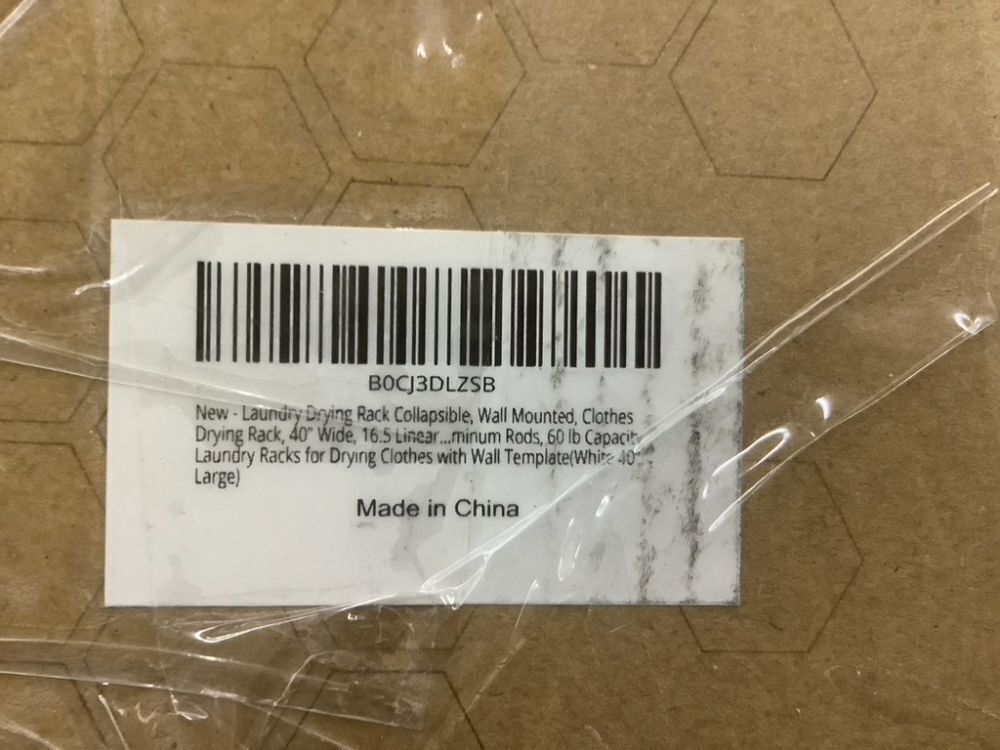 B0CJ3DLZSB
New - Laundry Drying Rack Collapsible, Wall Mounted, Clothes
Drying Rack, 40" Wide, 16.5 Linear...minum Rods, 60 lb Capacity,
Laundry Racks for Drying Clothes with Wall Template(White 40"
Large)
Made in China